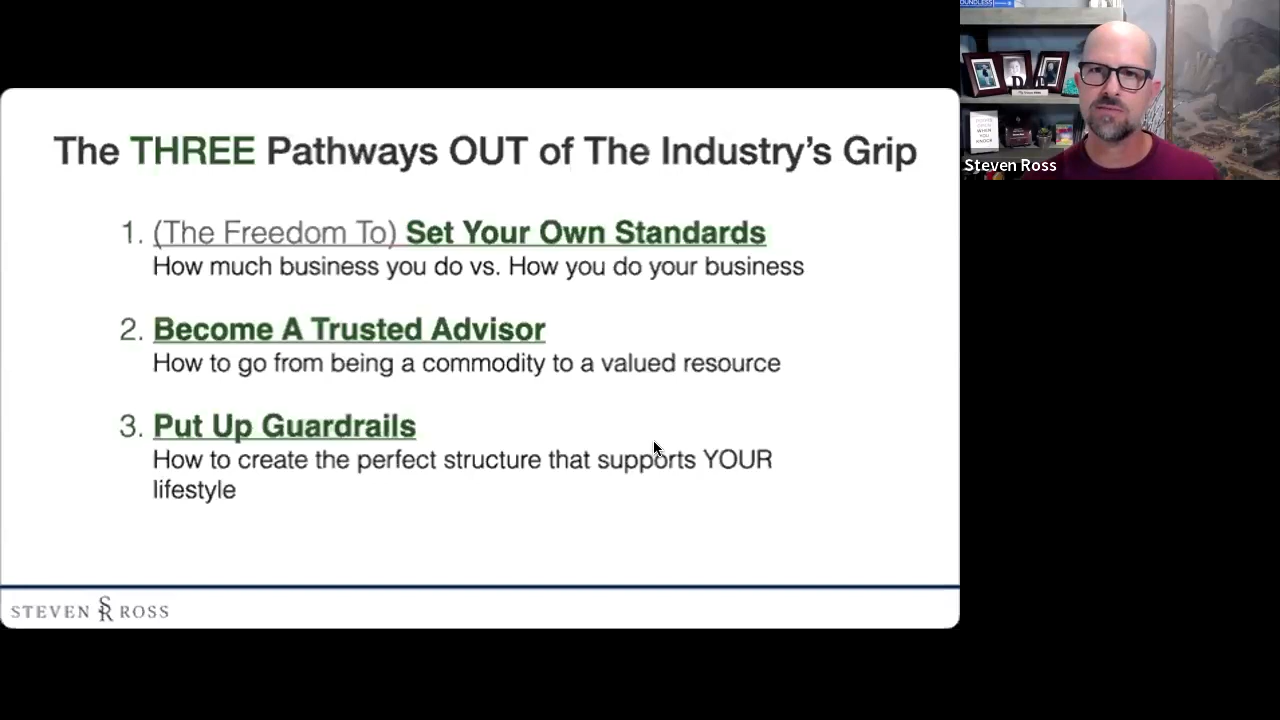 OUNDLESS
The THREE Pathways OUT of The Industry's Grip
Steven Ross
1. (The Freedom To) Set Your Own Standards
How much business you do vs. How you do your business
2. Become A Trusted Advisor
How to go from being a commodity to a valued resource
3. Put Up Guardrails
How to create the perfect structure that supports YOUR
lifestyle
STEVEN SR ROSS